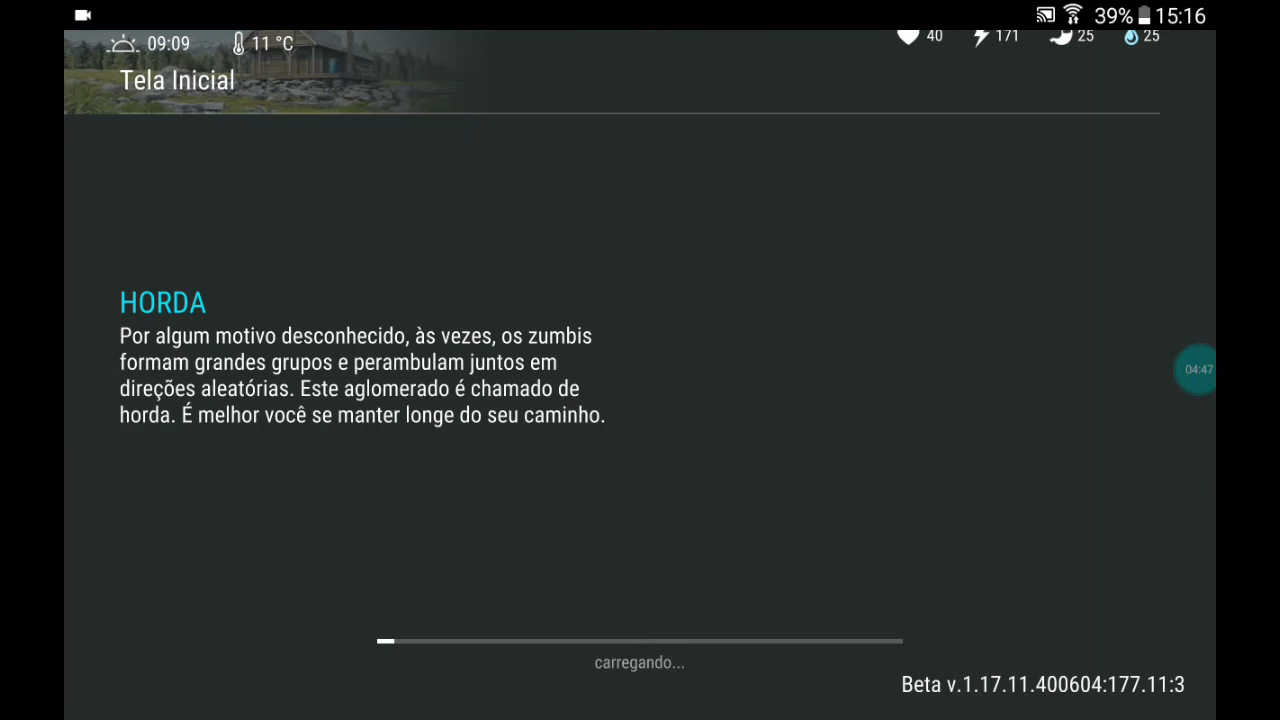 39% 15:16
09:09 11 °C 40 171 25 25
Tela Inicial
HORDA
Por algum motivo desconhecido, às vezes, os zumbis
formam grandes grupos e perambulam juntos em
direções aleatórias. Este aglomerado é chamado de
horda. É melhor você se manter longe do seu caminho.
04:47
carregando...
Beta v.1.17.11.400604:177.11:3